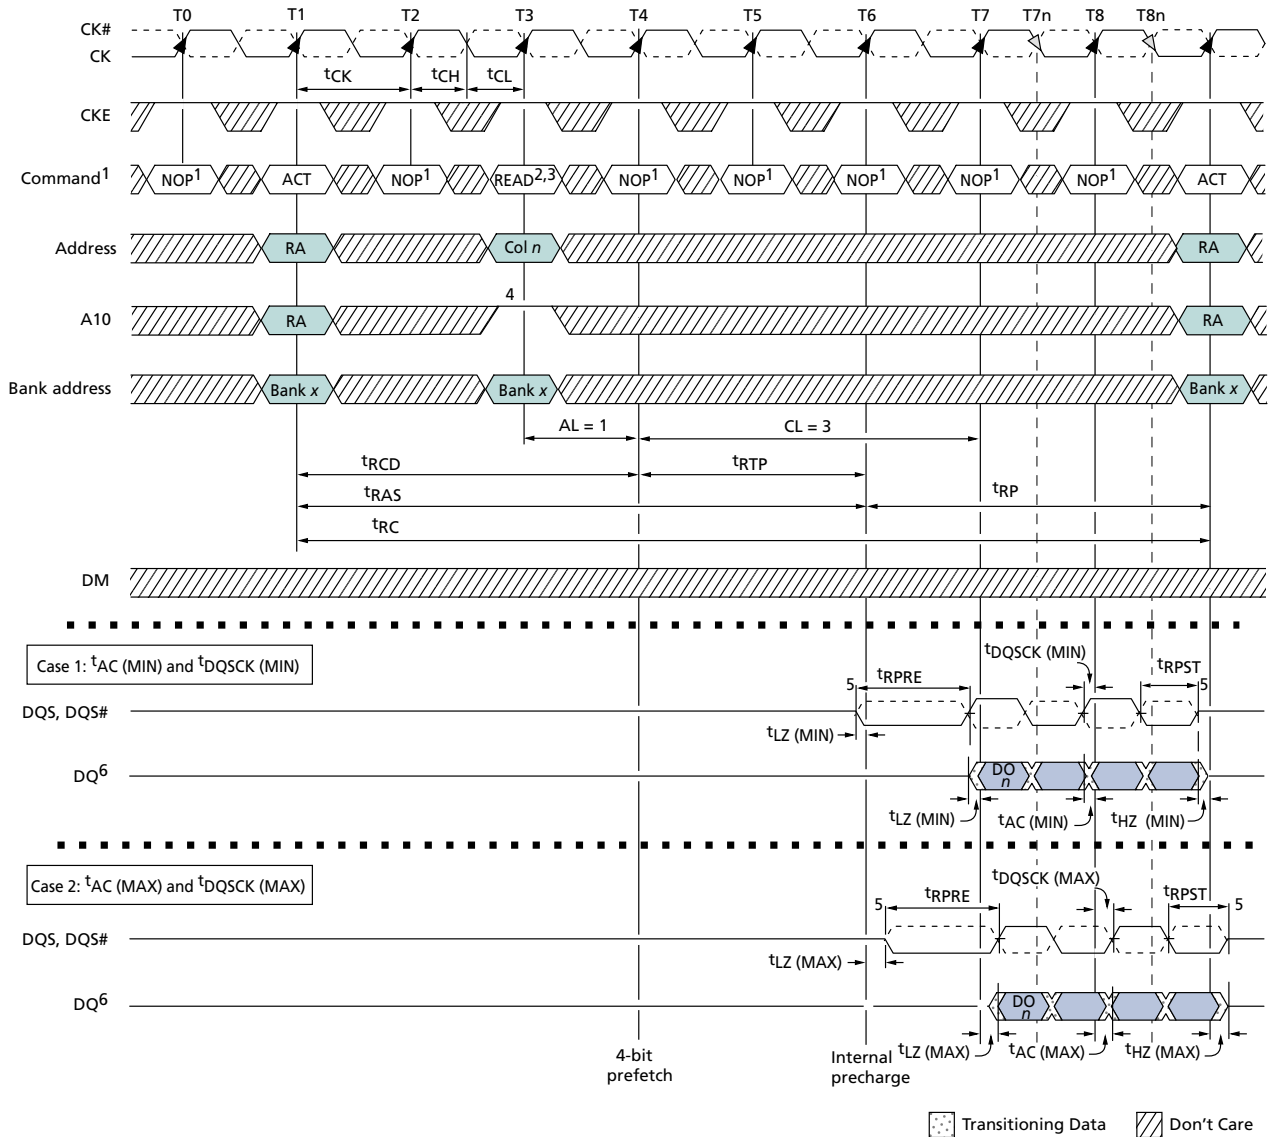 T0 T1 T2 T3 T4 T5 T6 T7 T7n T8 T8n
CK#
CK
tCK tCH tCL
CKE
Command1 NOP1 ACT NOP1 READ2,3 NOP1 NOP1 NOP1 NOP1 NOP1 ACT
Address RA Col n RA
4
A10 RA RA
Bank address Bank x Bank x Bank x
AL = 1 CL = 3
tRCD tRTP
tRAS tRP
tRC
DM
Case 1: tAC (MIN) and tDQSCK (MIN)
tDQSCK (MIN)
5 tRPRE tRPST 5
DQS, DQS#
tLZ (MIN)
DQ6 DO
n
tLZ (MIN) tAC (MIN) tHZ (MIN)
Case 2: tAC (MAX) and tDQSCK (MAX)
tDQSCK (MAX)
5 tRPRE tRPST 5
DQS, DQS#
tLZ (MAX)
DQ6 DO
n
tLZ (MAX) tAC (MAX) tHZ (MAX)
4-bit
prefetch
Internal
precharge
Transitioning Data Don't Care